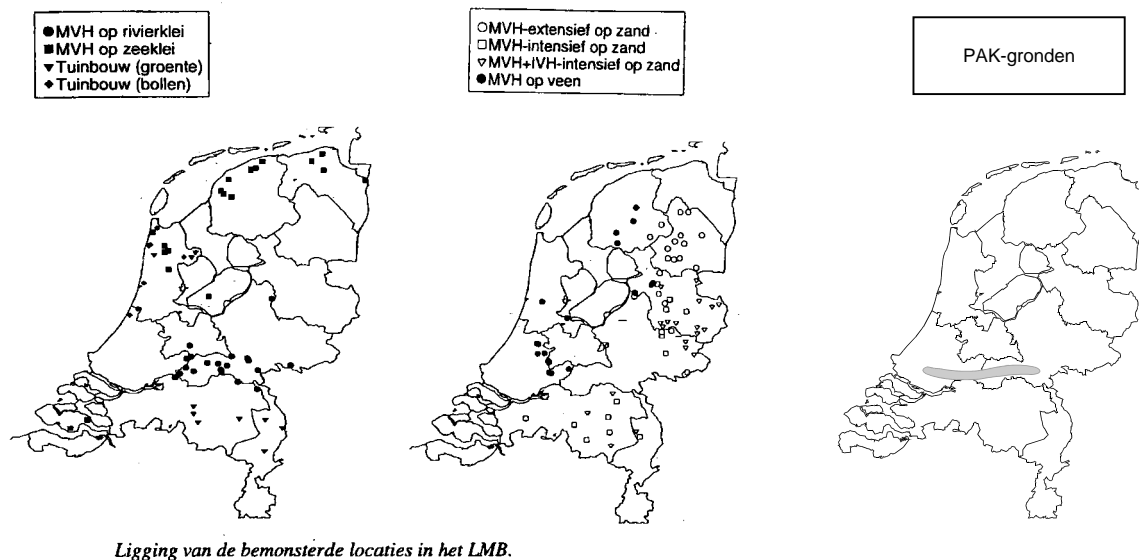 MVH op rivierklei
MVH op zeeklei
Tuinbouw (groente)
Tuinbouw (bollen)
MVH-extensief op zand
MVH-intensief op zand
MVH+IVH-intensief op zand
MVH op veen
PAK-gronden
Ligging van de bemonsterde locaties in het LMB.